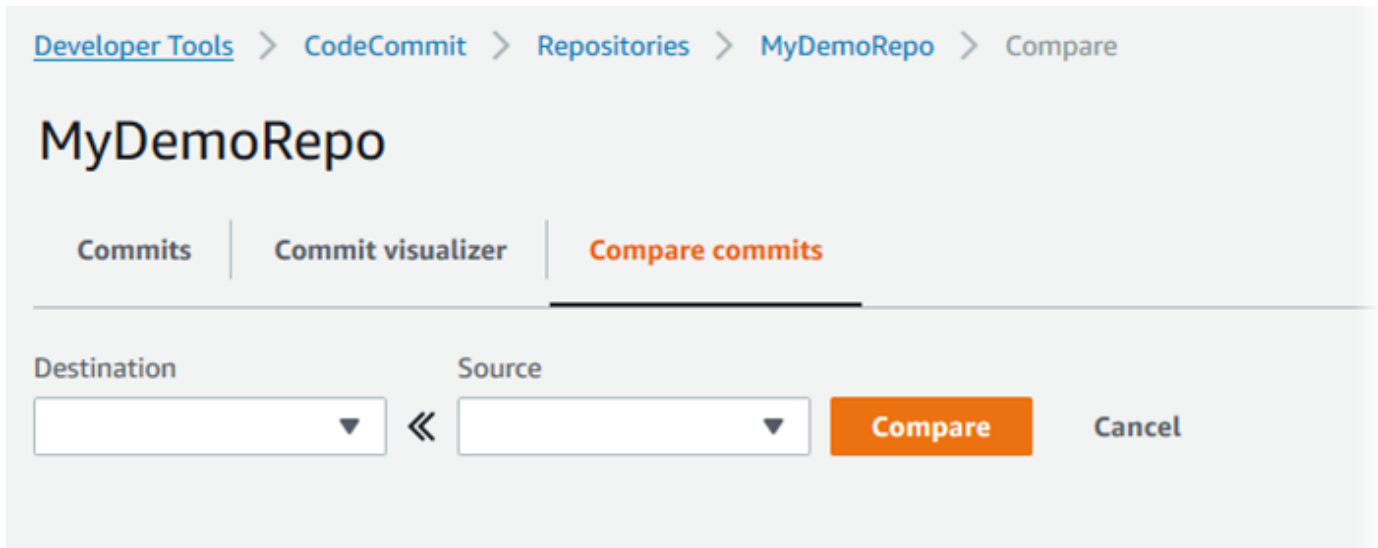 Developer Tools > CodeCommit > Repositories > MyDemoRepo > Compare
MyDemoRepo
Commits Commit visualizer Compare commits
Destination Source
« Compare Cancel